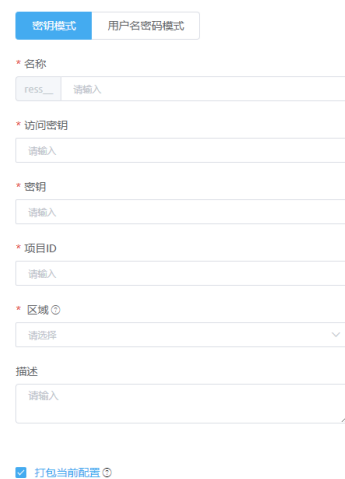 密钥模式 用户名密码模式
* 名称
ress__ 请输入
* 访问密钥
请输入
* 密钥
请输入
* 项目ID
请输入
* 区域
请选择
描述
请输入
打包当前配置